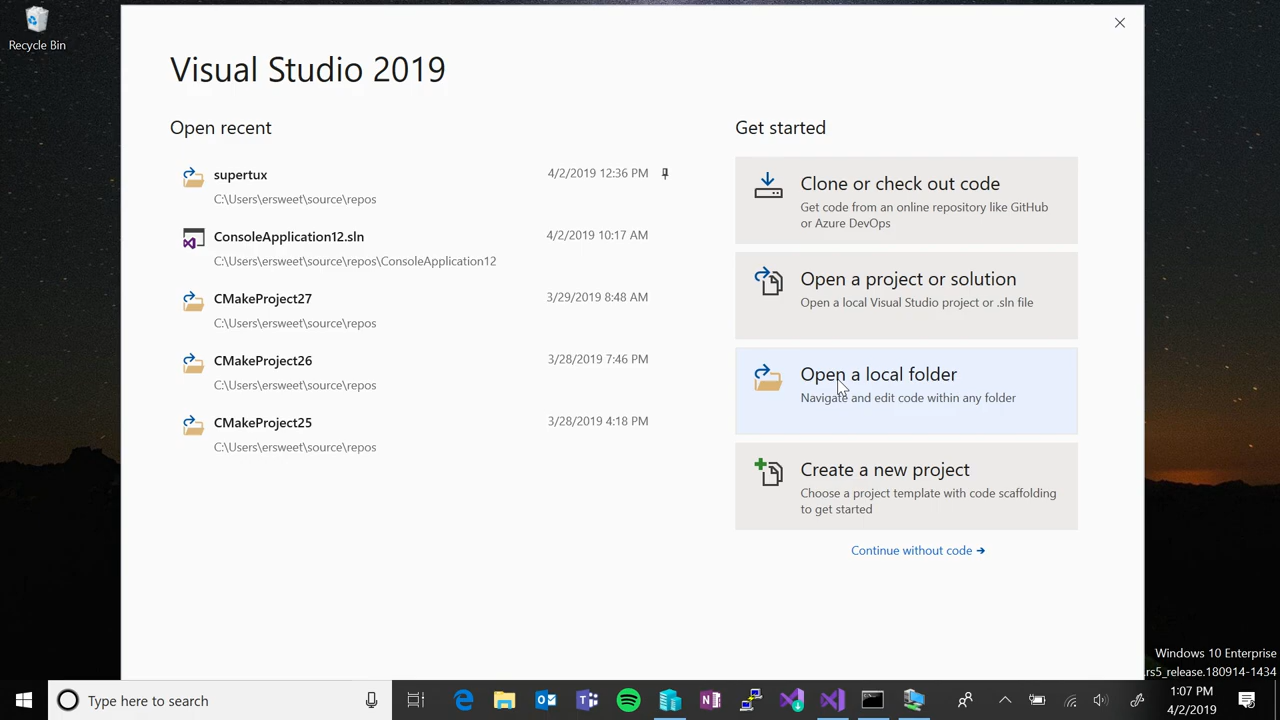 Recycle Bin
Visual Studio 2019
Open recent
supertux
4/2/2019 12:36 PM
C:\Users\ersweet\source\repos
ConsoleApplication12.sln
4/2/2019 10:17 AM
C:\Users\ersweet\source\repos\ConsoleApplication12
CMakeProject27
3/29/2019 8:48 AM
C:\Users\ersweet\source\repos
CMakeProject26
3/28/2019 7:46 PM
C:\Users\ersweet\source\repos
CMakeProject25
3/28/2019 4:18 PM
C:\Users\ersweet\source\repos
Get started
Clone or check out code
Get code from an online repository like GitHub
or Azure DevOps
Open a project or solution
Open a local Visual Studio project or .sln file
Open a local folder
Navigate and edit code within any folder
Create a new project
Choose a project template with code scaffolding
to get started
Continue without code
Windows 10 Enterprise
rs5_release.180914-1434
Type here to search
1:07 PM
4/2/2019